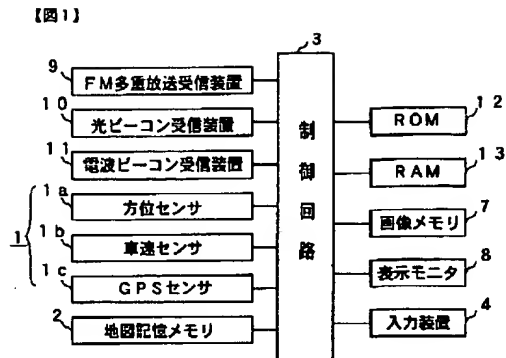 【図1】
3
9
FM多重放送受信装置
10
光ビーコン受信装置
11
電波ビーコン受信装置
1
1a
方位センサ
1b
車速センサ
1c
GPSセンサ
2
地図記憶メモリ
制御回路
12
ROM
13
RAM
7
画像メモリ
8
表示モニタ
4
入力装置